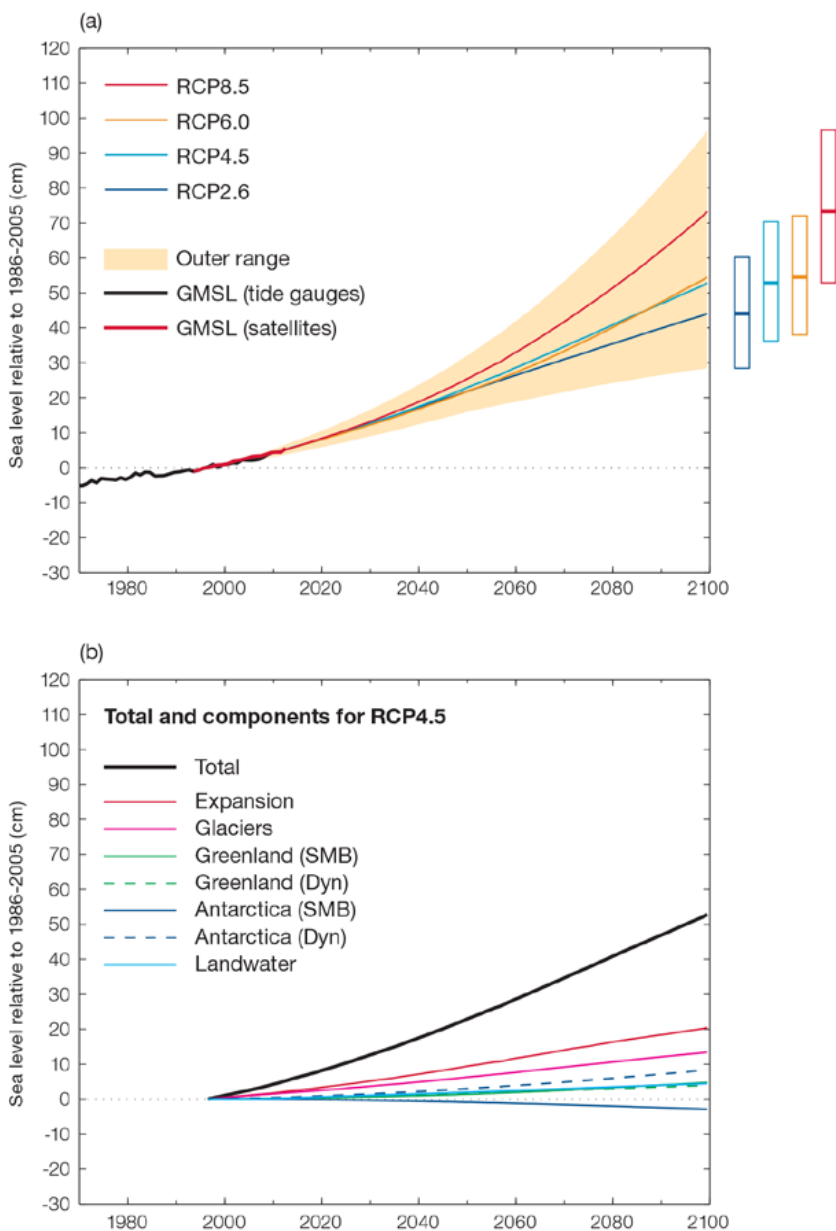 (a)
120
110
100
90
80
70
60
50
40
30
20
10
0
-10
-20
-30
Sea level relative to 1986-2005 (cm)
RCP8.5
RCP6.0
RCP4.5
RCP2.6
Outer range
GMSL (tide gauges)
GMSL (satellites)
1980 2000 2020 2040 2060 2080 2100
(b)
120
110
100
90
80
70
60
50
40
30
20
10
0
-10
-20
-30
Sea level relative to 1986-2005 (cm)
Total and components for RCP4.5
Total
Expansion
Glaciers
Greenland (SMB)
Greenland (Dyn)
Antarctica (SMB)
Antarctica (Dyn)
Landwater
1980 2000 2020 2040 2060 2080 2100